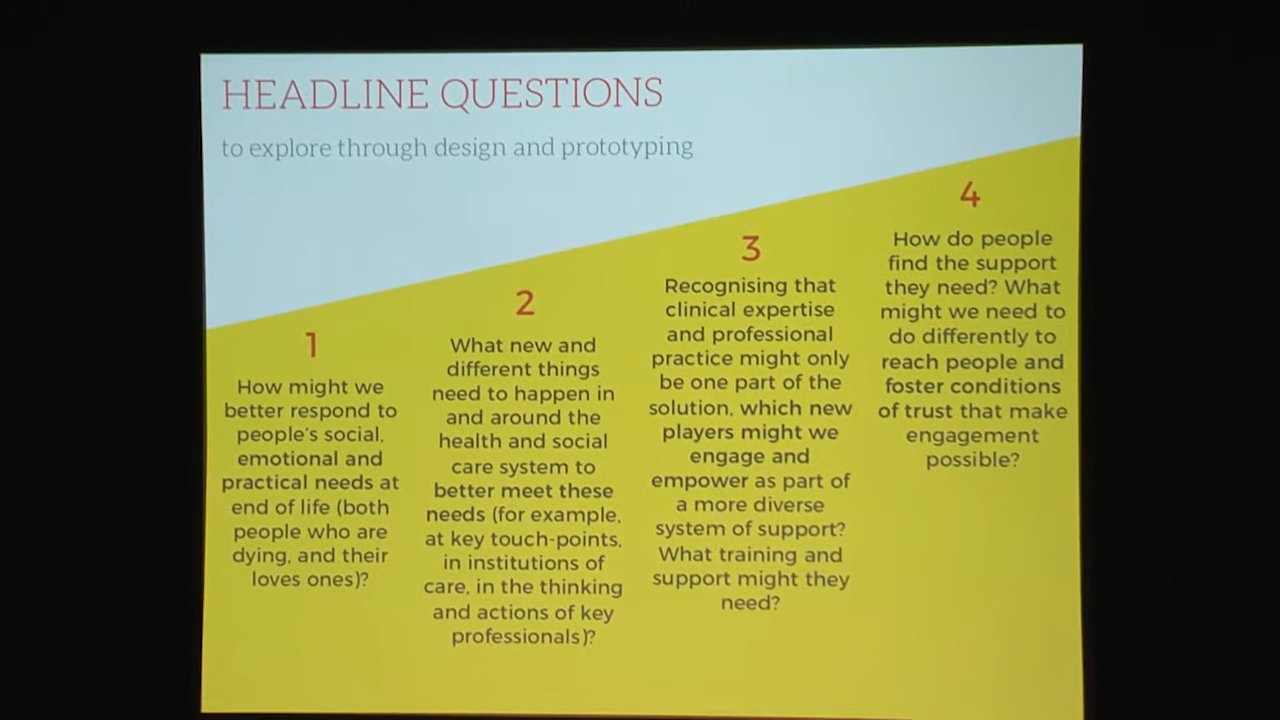 HEADLINE QUESTIONS
to explore through design and prototyping
1
How might we
better respond to
people's social,
emotional and
practical needs at
end of life (both
people who are
dying, and their
loves ones)?
2
What new and
different things
need to happen in
and around the
health and social
care system to
better meet these
needs (for example,
at key touch-points,
in institutions of
care, in the thinking
and actions of key
professionals)?
3
Recognising that
clinical expertise
and professional
practice might only
be one part of the
solution, which new
players might we
engage and
empower as part of
a more diverse
system of support?
What training and
support might they
need?
4
How do people
find the support
they need? What
might we need to
do differently to
reach people and
foster conditions
of trust that make
engagement
possible?